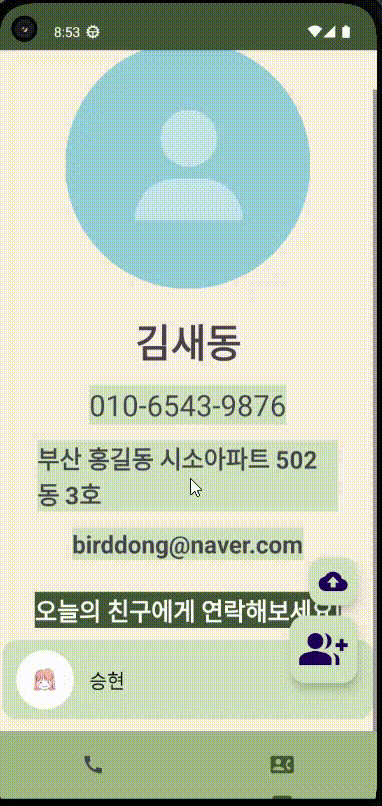 8:53
김새동
010-6543-9876
부산 홍길동 시소아파트 502
동 3호
birddong@naver.com
오늘의 친구에게 연락해보세요!
승현